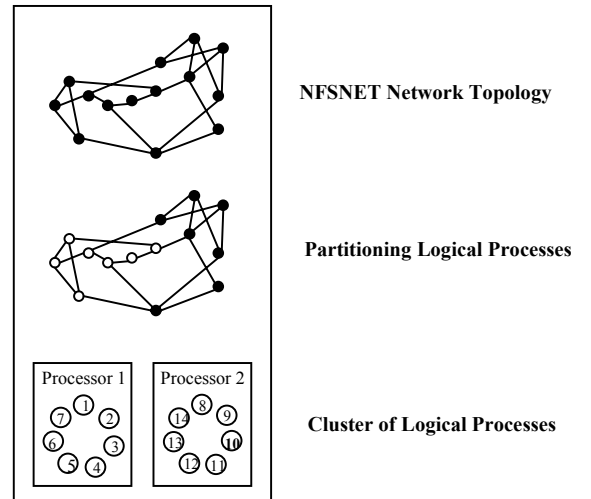 NFSNET Network Topology
Partitioning Logical Processes
Processor 1
1
2
3
4
5
6
7
Processor 2
8
9
10
11
12
13
14
Cluster of Logical Processes